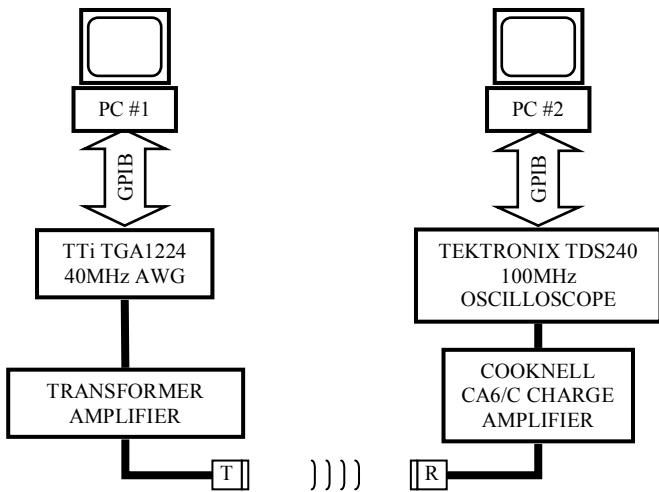 PC #1
GPIB
TTi TGA1224
40MHz AWG
TRANSFORMER
AMPLIFIER
T
PC #2
GPIB
TEKTRONIX TDS240
100MHz
OSCILLOSCOPE
COOKNELL
CA6/C CHARGE
AMPLIFIER
R